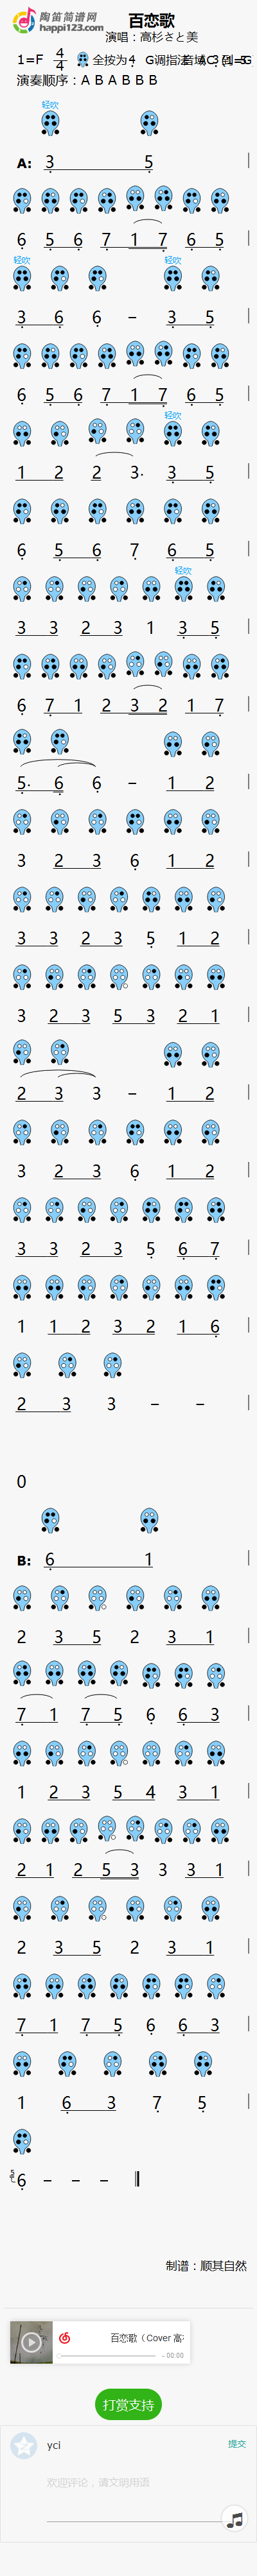 陶笛简谱网
happi123.com
百恋歌
演唱：高杉さと美
1=F 4/4 全按为4 G调指法
演奏顺序：A B A B B B
轻吹
A: 3 5
6 5 6 7 1 7 6 5
轻吹 轻吹
3 6 6 – 3 5
6 5 6 7 1 7 6 5
轻吹
1 2 2 3· 3 5
6 5 6 7 6 5
轻吹
3 3 2 3 1 3 5
6 7 1 2 3 2 1 7
5· 6 6 – 1 2
3 2 3 6 1 2
3 3 2 3 5 1 2
3 2 3 5 3 2 1
2 3 3 – 1 2
3 2 3 6 1 2
3 3 2 3 5 6 7
1 1 2 3 2 1 6
2 3 3 – –
0
B: 6 1
2 3 5 2 3 1
7 1 7 5 6 6 3
1 2 3 5 4 3 1
2 1 2 5 3 3 3 1
2 3 5 2 3 1
7 1 7 5 6 6 3
1 6 3 7 5
5 6 – – –
制谱：顺其自然
百恋歌（Cover 高
- 00:00
打赏支持
yci
提交
欢迎评论，请文明用语